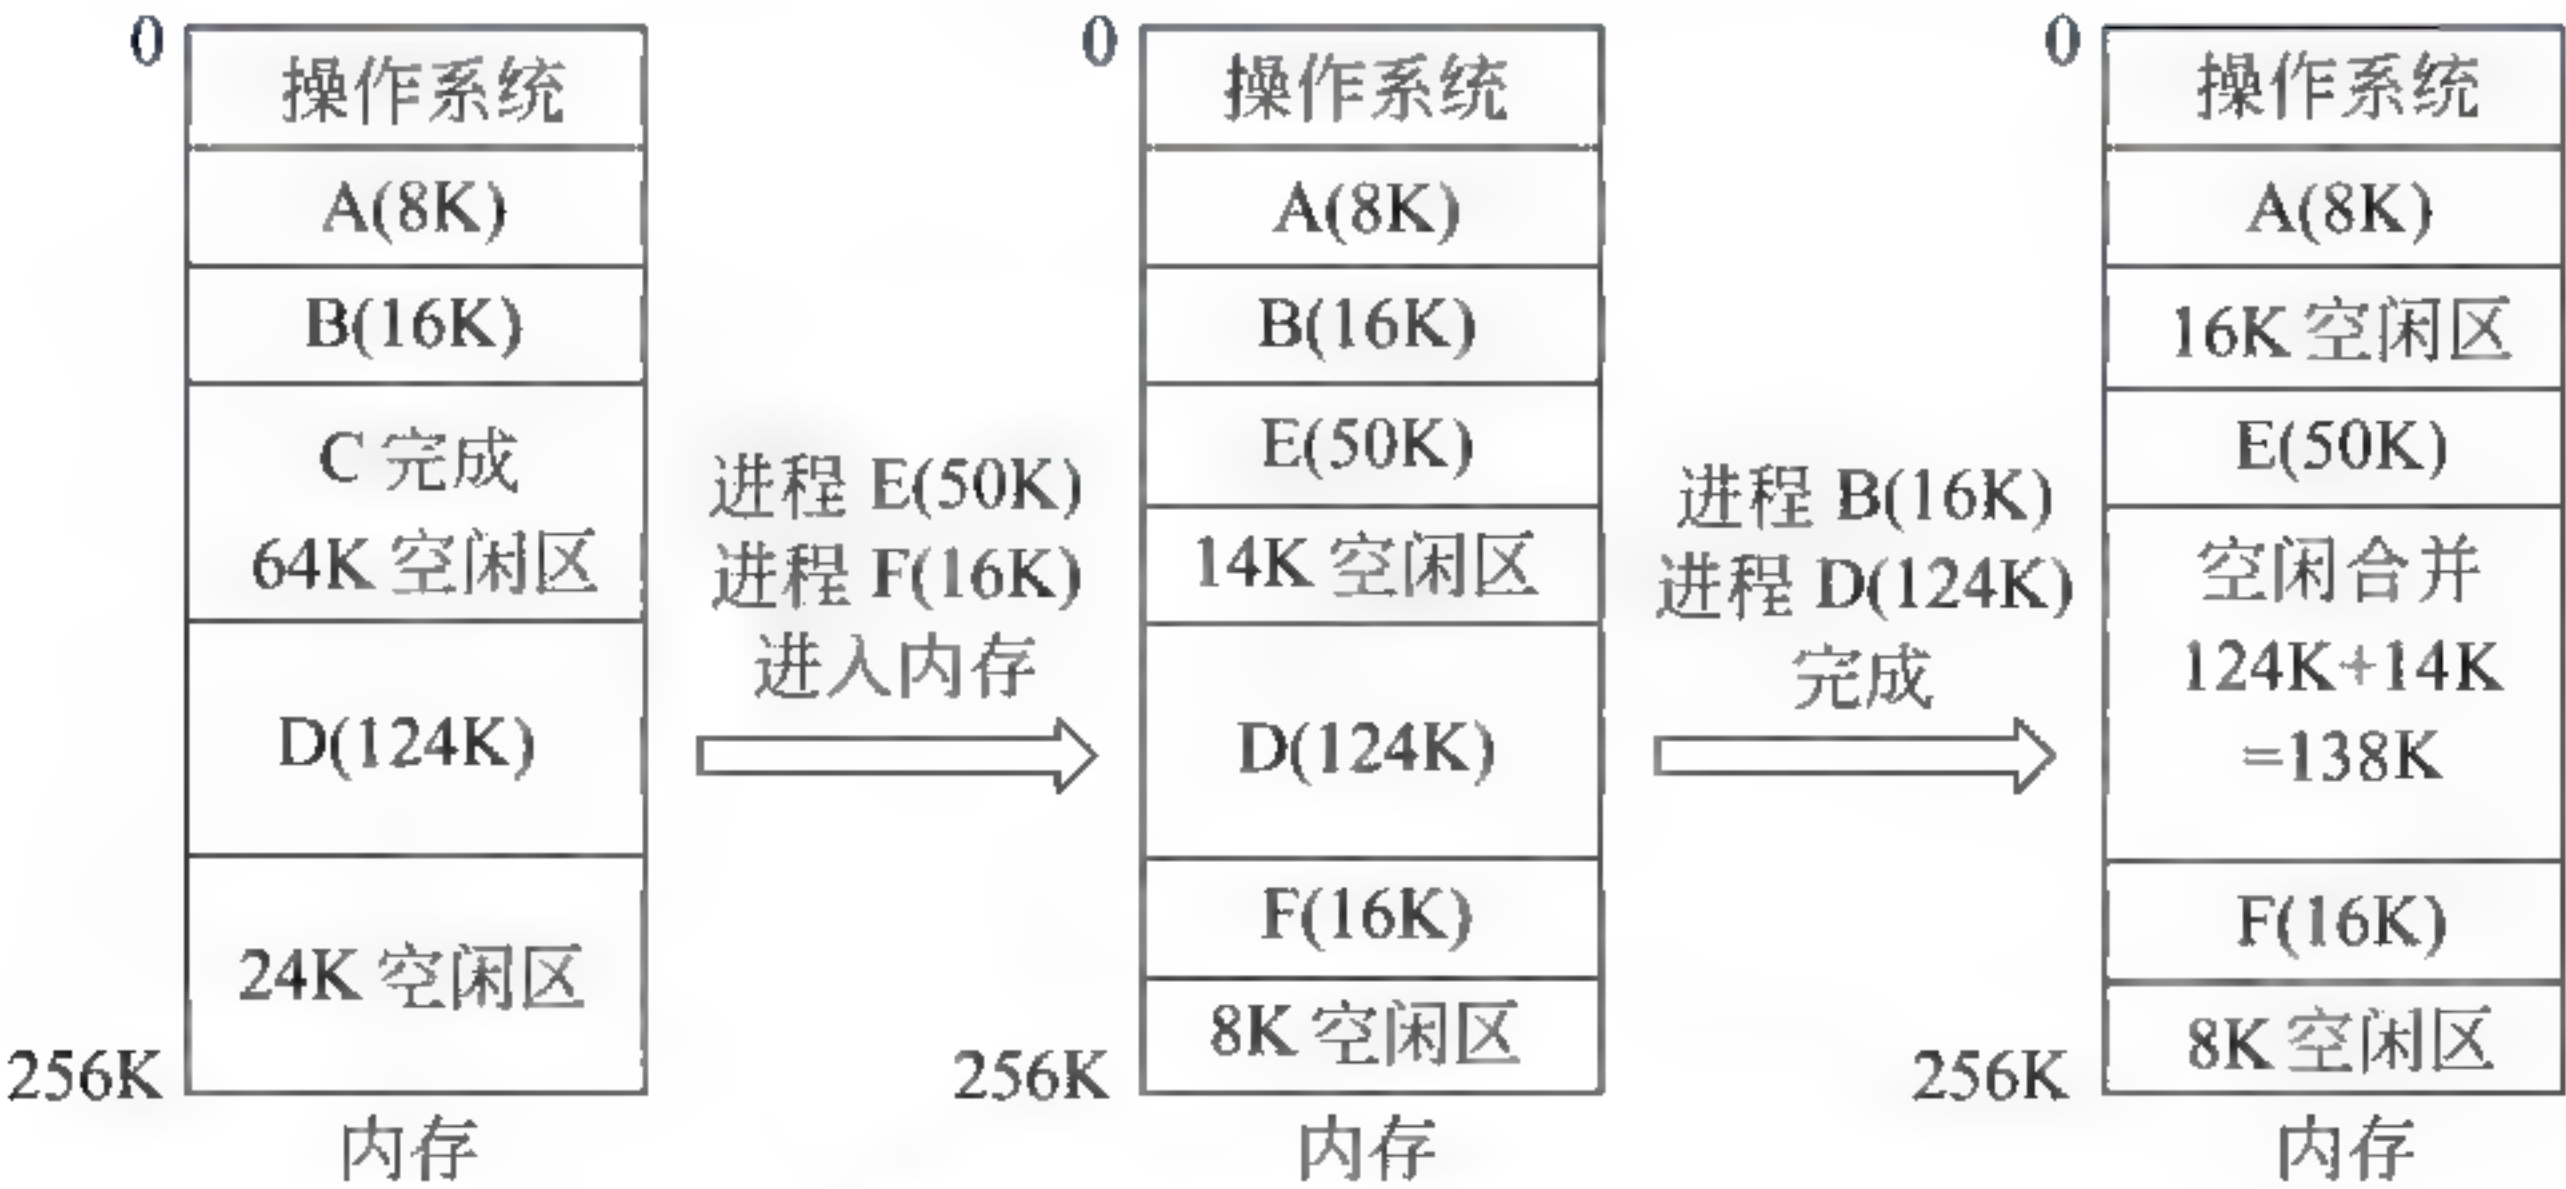 0
操作系统
A(8K)
B(16K)
C 完成
64K 空闲区
D(124K)
24K 空闲区
256K
内存
进程 E(50K)
进程 F(16K)
进入内存
0
操作系统
A(8K)
B(16K)
E(50K)
14K 空闲区
D(124K)
F(16K)
8K 空闲区
256K
内存
进程 B(16K)
进程 D(124K)
完成
0
操作系统
A(8K)
16K 空闲区
E(50K)
空闲合并
124K+14K
=138K
F(16K)
8K 空闲区
256K
内存